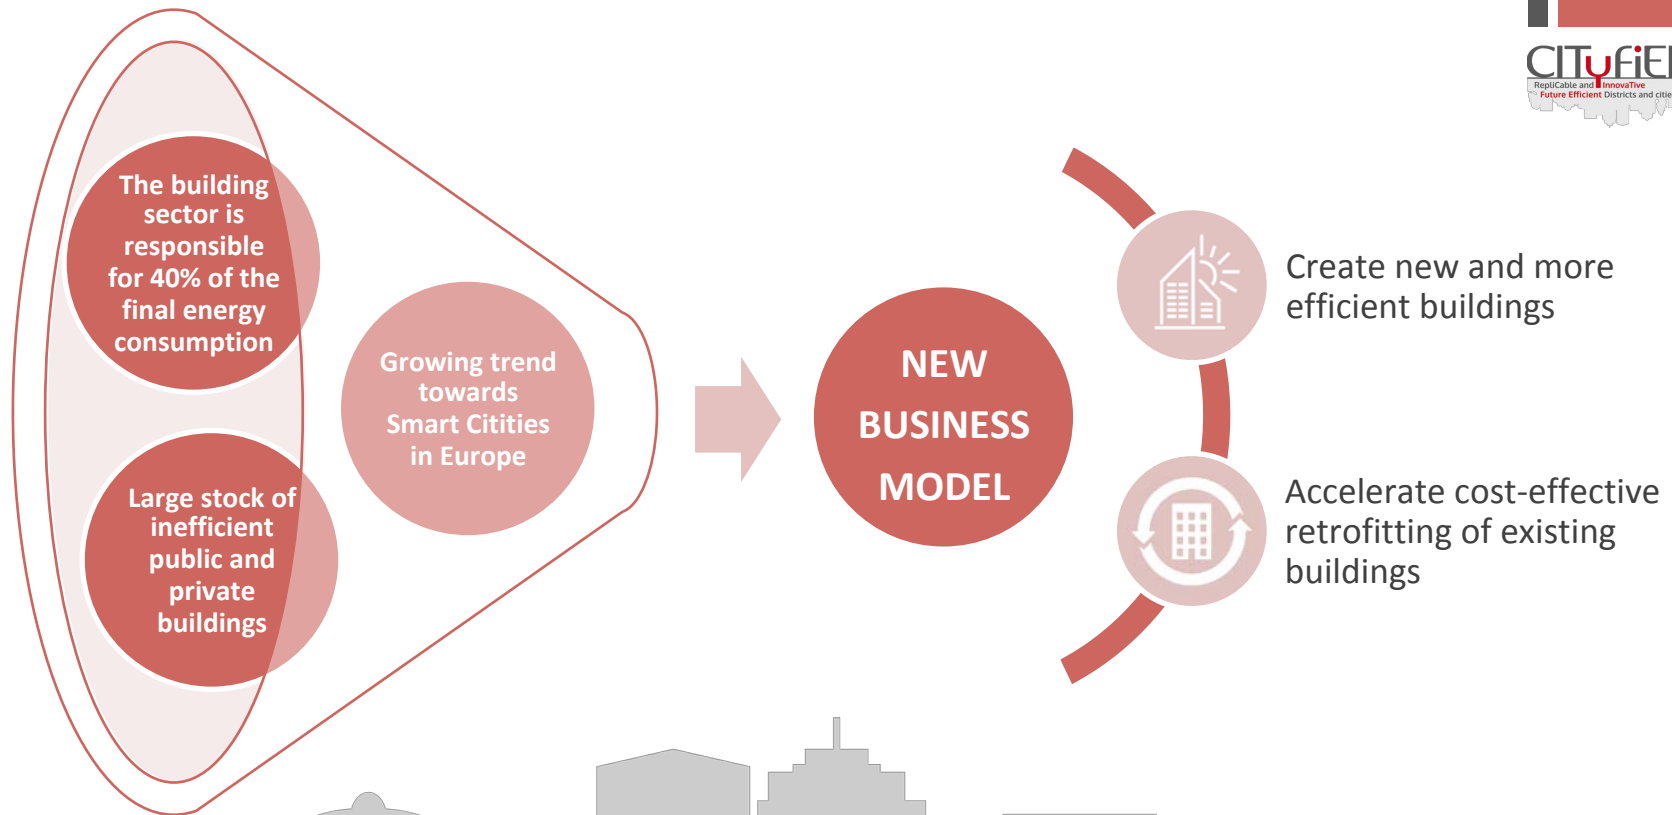 CITyFiED
RepliCable and InnovaTive
Future Efficient Districts and cities
The building
sector is
responsible
for 40% of the
final energy
consumption
Growing trend
towards
Smart Citities
in Europe
Large stock of
inefficient
public and
private
buildings
NEW
BUSINESS
MODEL
Create new and more
efficient buildings
Accelerate cost-effective
retrofitting of existing
buildings